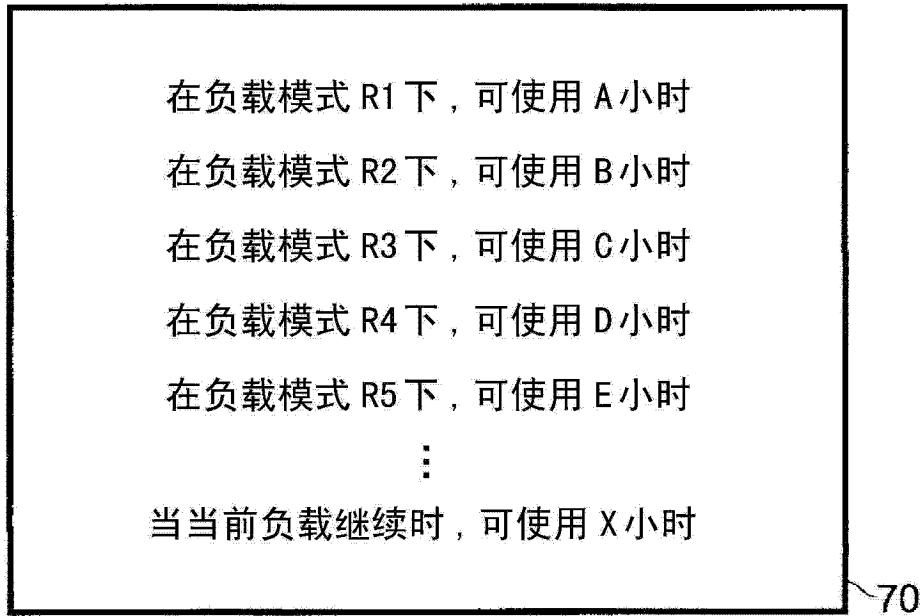 在负载模式 R1 下，可使用 A 小时
在负载模式 R2 下，可使用 B 小时
在负载模式 R3 下，可使用 C 小时
在负载模式 R4 下，可使用 D 小时
在负载模式 R5 下，可使用 E 小时
⋮
当当前负载继续时，可使用 X 小时
70